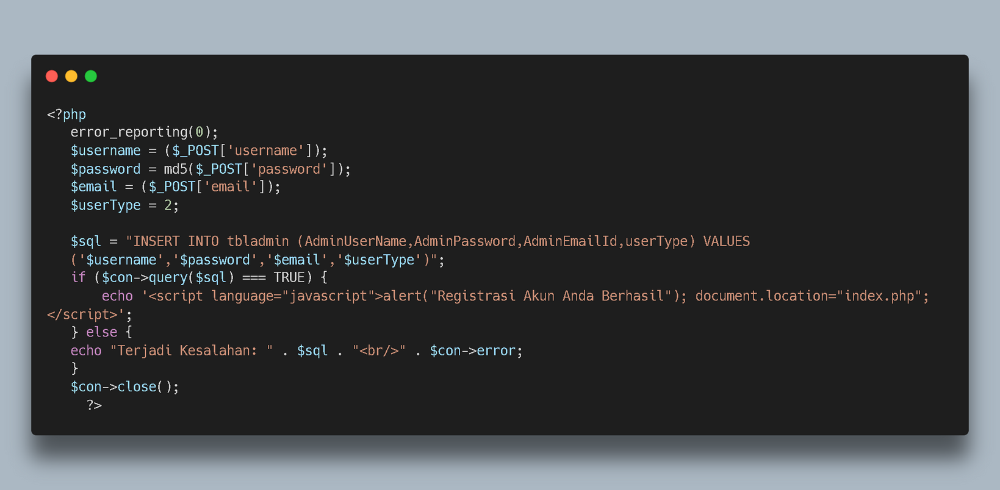 <?php
error_reporting(0);
$username = ($_POST['username']);
$password = md5($_POST['password']);
$email = ($_POST['email']);
$userType = 2;
$sql = "INSERT INTO tbladmin (AdminUserName,AdminPassword,AdminEmailId,userType) VALUES
('$username','$password','$email','$userType')";
if ($con->query($sql) === TRUE) {
echo '<script language="javascript">alert("Registrasi Akun Anda Berhasil"); document.location="index.php";
</script>';
} else {
echo "Terjadi Kesalahan: " . $sql . "<br/>" . $con->error;
}
$con->close();
?>